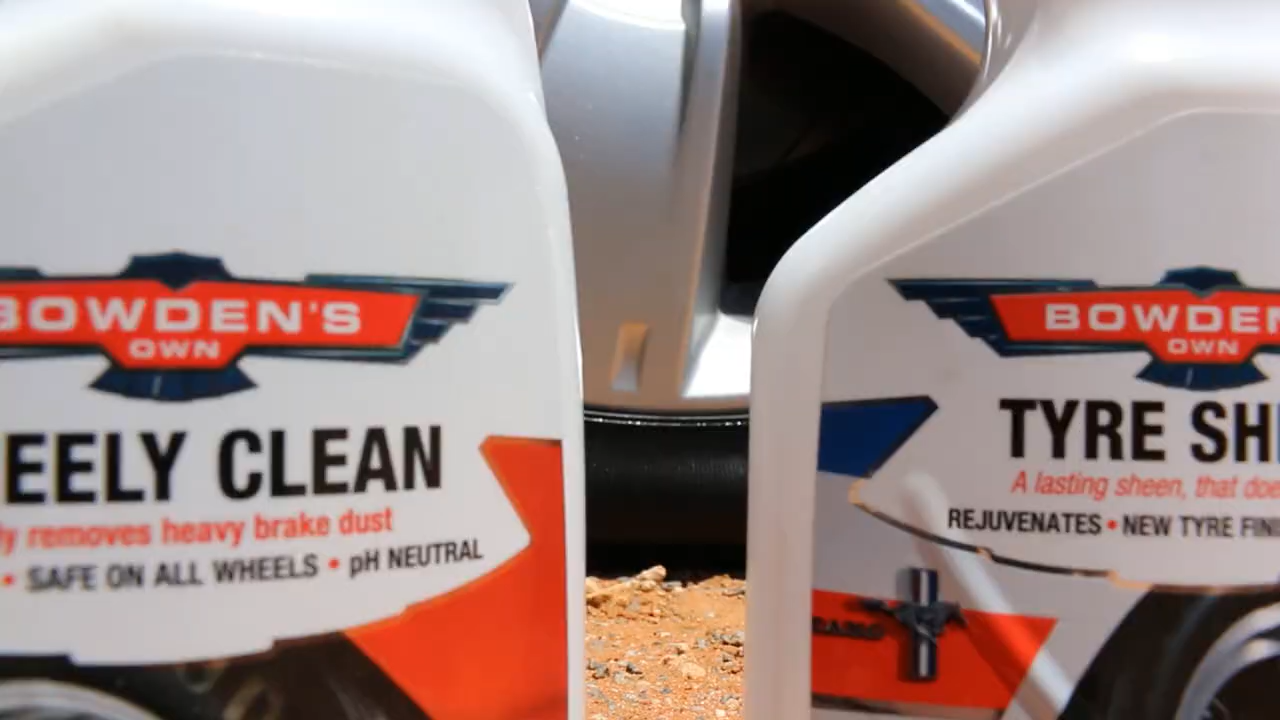 BOWDEN'S
OWN
EELY CLEAN
ly removes heavy brake dust
• SAFE ON ALL WHEELS • pH NEUTRAL
BOWDEN
OWN
TYRE SH
A lasting sheen, that doe
REJUVENATES • NEW TYRE FIN